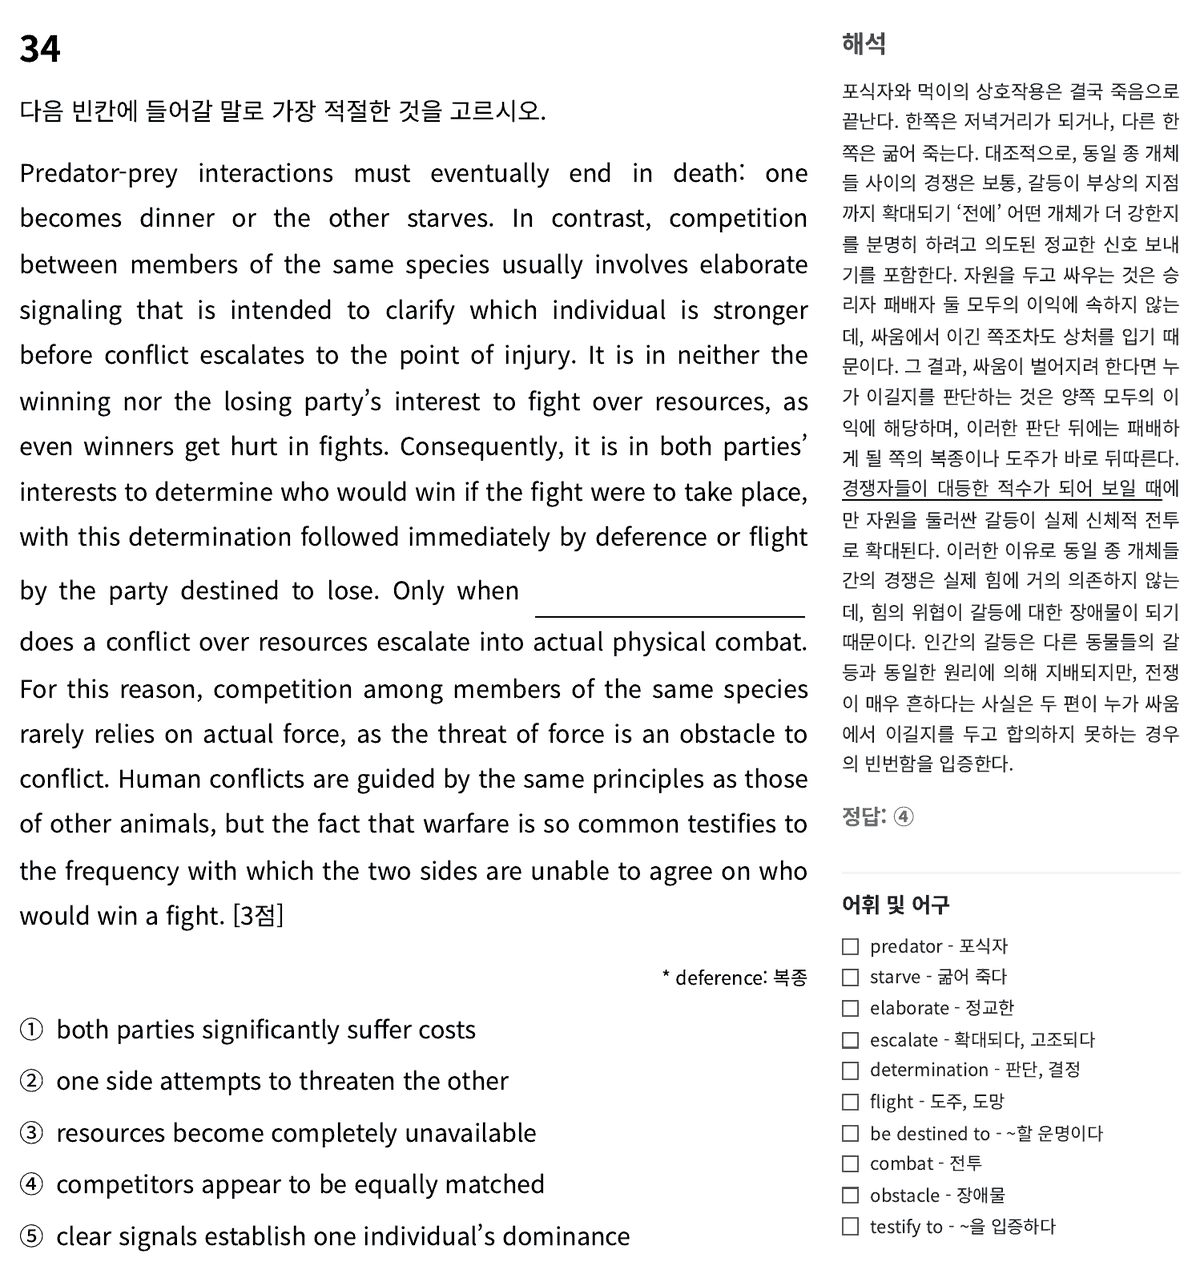 34
다음 빈칸에 들어갈 말로 가장 적절한 것을 고르시오.
Predator-prey interactions must eventually end in death: one
becomes dinner or the other starves. In contrast, competition
between members of the same species usually involves elaborate
signaling that is intended to clarify which individual is stronger
before conflict escalates to the point of injury. It is in neither the
winning nor the losing party’s interest to fight over resources, as
even winners get hurt in fights. Consequently, it is in both parties’
interests to determine who would win if the fight were to take place,
with this determination followed immediately by deference or flight
by the party destined to lose. Only when
does a conflict over resources escalate into actual physical combat.
For this reason, competition among members of the same species
rarely relies on actual force, as the threat of force is an obstacle to
conflict. Human conflicts are guided by the same principles as those
of other animals, but the fact that warfare is so common testifies to
the frequency with which the two sides are unable to agree on who
would win a fight. [3점]
* deference: 복종
① both parties significantly suffer costs
② one side attempts to threaten the other
③ resources become completely unavailable
④ competitors appear to be equally matched
⑤ clear signals establish one individual’s dominance
해석
포식자와 먹이의 상호작용은 결국 죽음으로
끝난다. 한쪽은 저녁거리가 되거나, 다른 한
쪽은 굶어 죽는다. 대조적으로, 동일 종 개체
들 사이의 경쟁은 보통, 갈등이 부상의 지점
까지 확대되기 ‘전에’ 어떤 개체가 더 강한지
를 분명히 하려고 의도된 정교한 신호 보내
기를 포함한다. 자원을 두고 싸우는 것은 승
리자 패배자 둘 모두의 이익에 속하지 않는
데, 싸움에서 이긴 쪽조차도 상처를 입기 때
문이다. 그 결과, 싸움이 벌어지려 한다면 누
가 이길지를 판단하는 것은 양쪽 모두의 이
익에 해당하며, 이러한 판단 뒤에는 패배하
게 될 쪽의 복종이나 도주가 바로 뒤따른다.
경쟁자들이 대등한 적수가 되어 보일 때에
만 자원을 둘러싼 갈등이 실제 신체적 전투
로 확대된다. 이러한 이유로 동일 종 개체들
간의 경쟁은 실제 힘에 거의 의존하지 않는
데, 힘의 위협이 갈등에 대한 장애물이 되기
때문이다. 인간의 갈등은 다른 동물들의 갈
등과 동일한 원리에 의해 지배되지만, 전쟁
이 매우 흔하다는 사실은 두 편이 누가 싸움
에서 이길지를 두고 합의하지 못하는 경우
의 빈번함을 입증한다.
정답: ④
어휘 및 어구
predator - 포식자
starve - 굶어 죽다
elaborate - 정교한
escalate - 확대되다, 고조되다
determination - 판단, 결정
flight - 도주, 도망
be destined to - ~할 운명이다
combat - 전투
obstacle - 장애물
testify to - ~을 입증하다